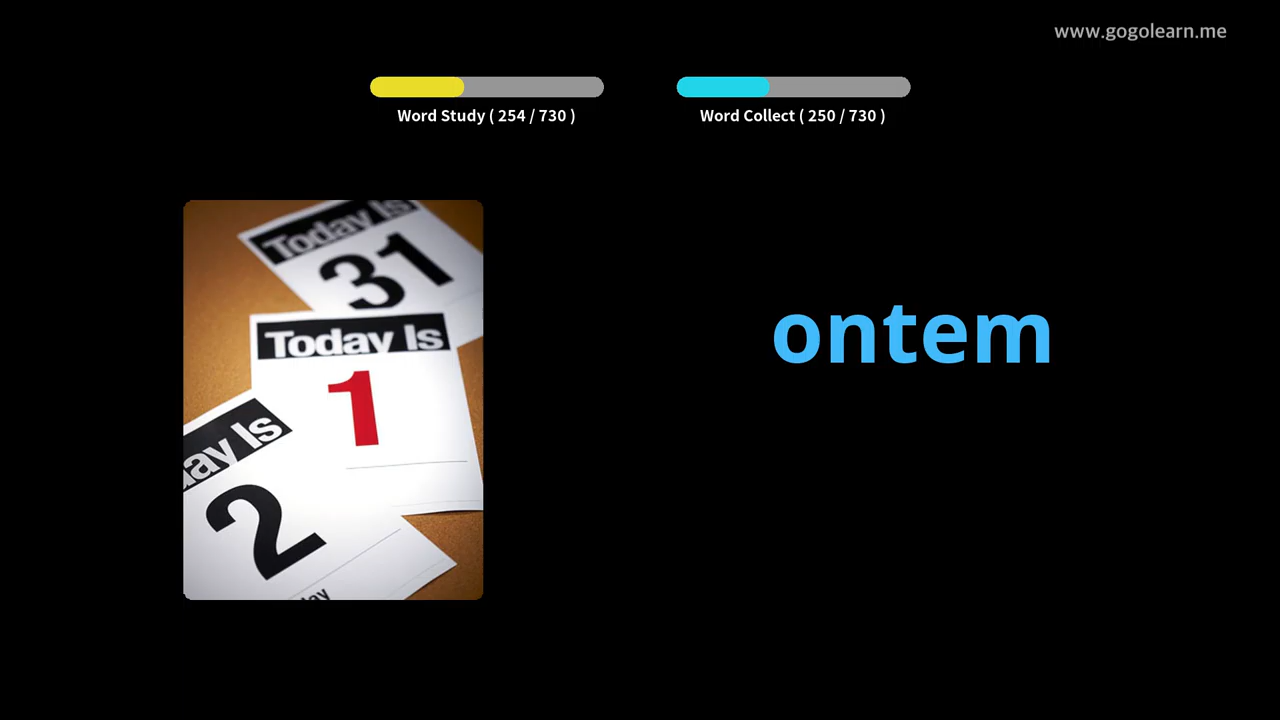 www.gogolearn.me
Word Study ( 254 / 730 )
Word Collect ( 250 / 730 )
Today Is
31
Today Is
1
ay Is
2
ay
ontem